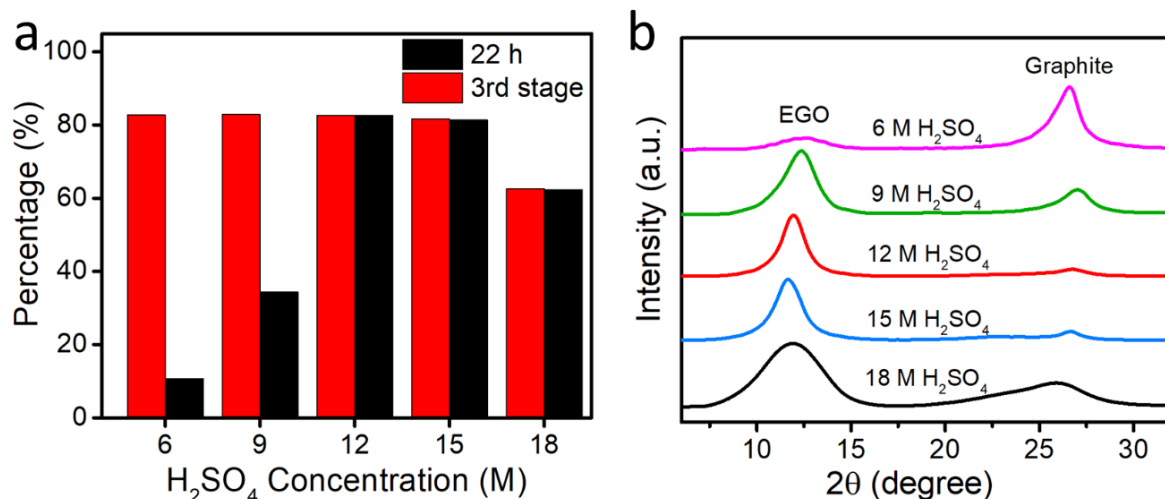 a
100
80
60
40
20
0
Percentage (%)
22 h
3rd stage
6 9 12 15 18
H₂SO₄ Concentration (M)
b
Intensity (a.u.)
EGO
Graphite
6 M H₂SO₄
9 M H₂SO₄
12 M H₂SO₄
15 M H₂SO₄
18 M H₂SO₄
10 15 20 25 30
2θ (degree)